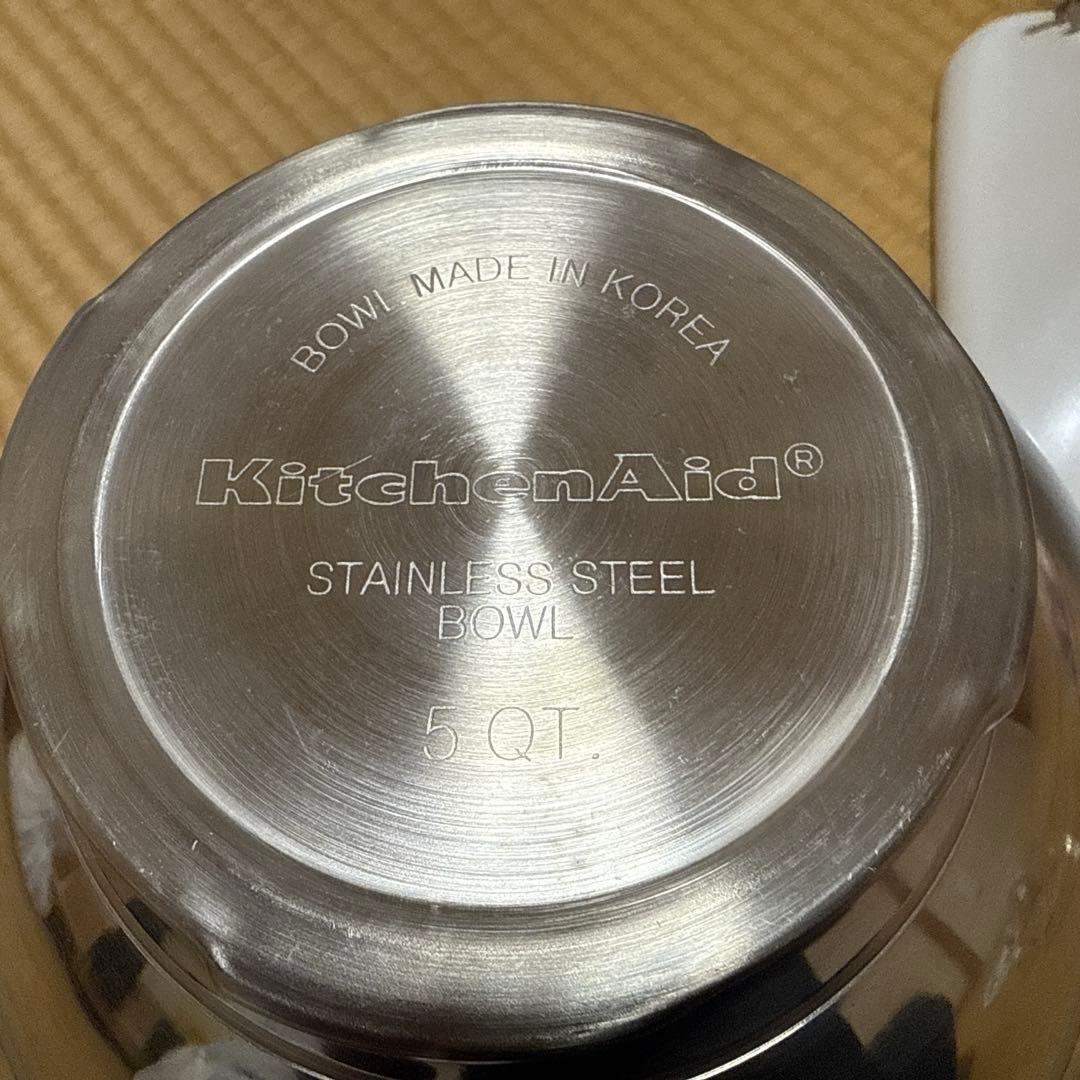 BOWL MADE IN KOREA
KitchenAid®
STAINLESS STEEL
BOWL
5 QT.